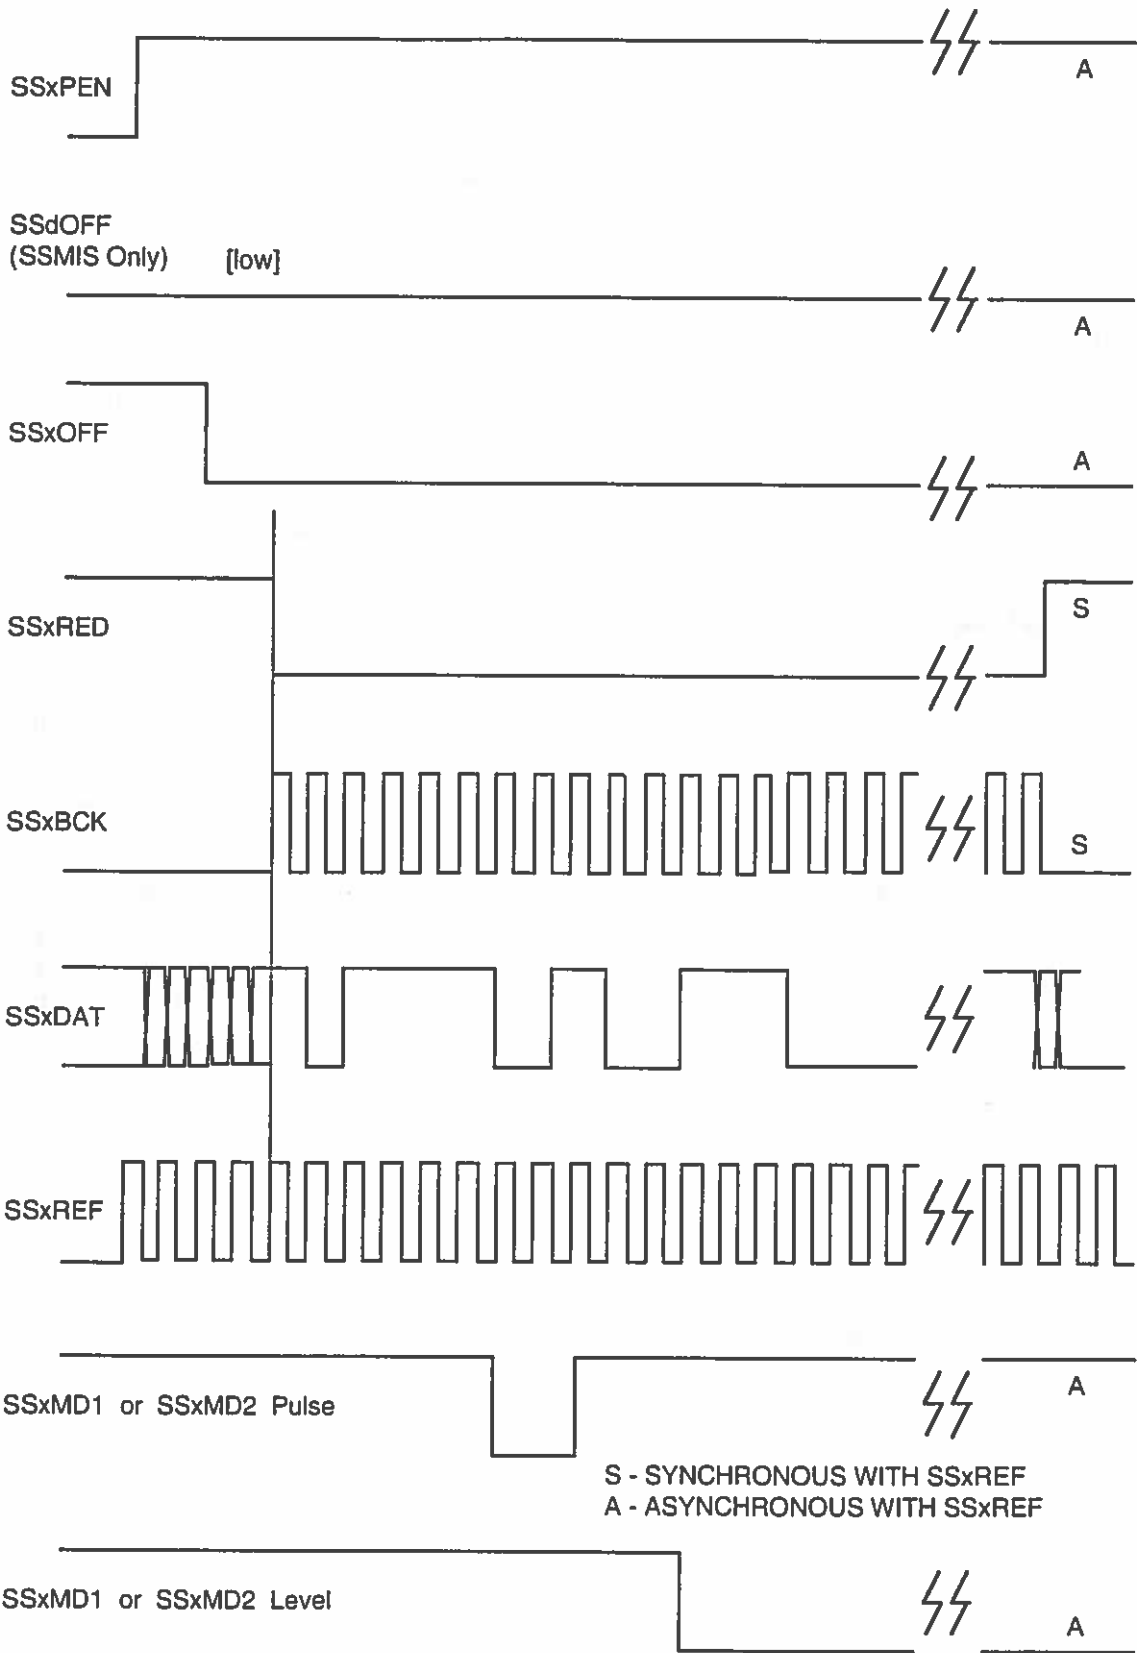 SSxPEN
A
SSdOFF
(SSMIS Only) [low]
A
SSxOFF
A
SSxRED
S
SSxBCK
S
SSxDAT
SSxREF
SSxMD1 or SSxMD2 Pulse
A
S - SYNCHRONOUS WITH SSxREF
A - ASYNCHRONOUS WITH SSxREF
SSxMD1 or SSxMD2 Level
A